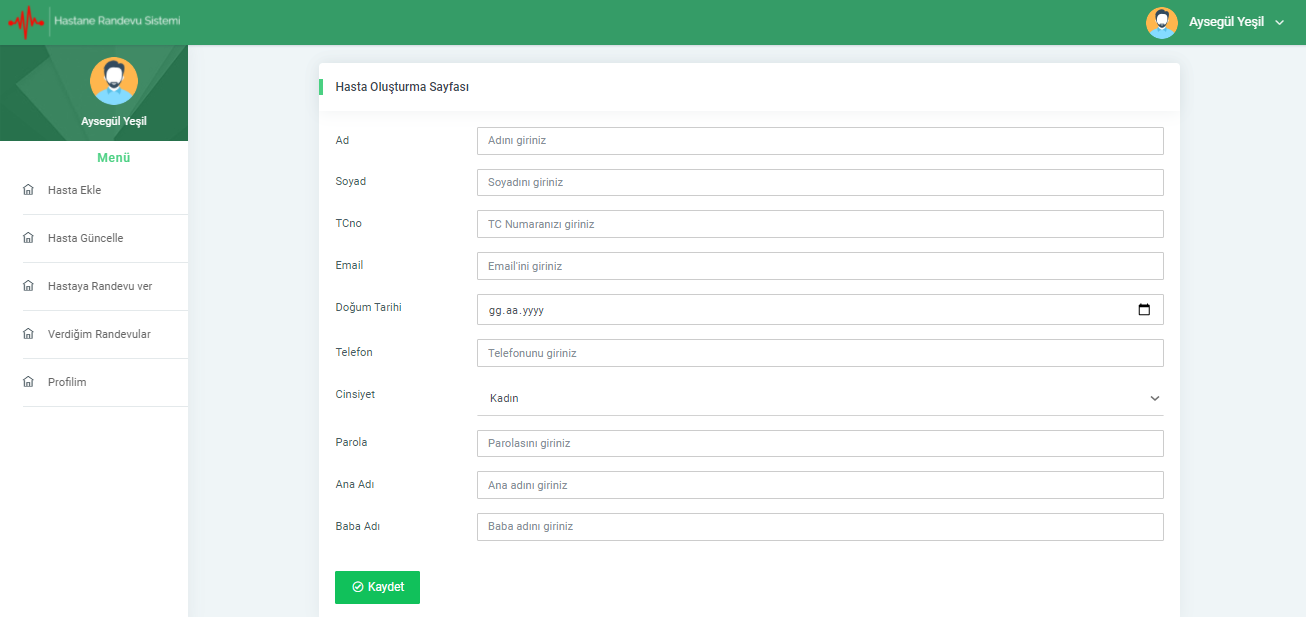 Hastane Randevu Sistemi
Aysegül Yeşil
Aysegül Yeşil
Menü
Hasta Ekle
Hasta Güncelle
Hastaya Randevu ver
Verdiğim Randevular
Profilim
Hasta Oluşturma Sayfası
Ad
Adını giriniz
Soyad
Soyadını giriniz
TCno
TC Numaranızı giriniz
Email
Email'ini giriniz
Doğum Tarihi
gg.aa.yyyy
Telefon
Telefonunu giriniz
Cinsiyet
Kadın
Parola
Parolasını giriniz
Ana Adı
Ana adını giriniz
Baba Adı
Baba adını giriniz
Kaydet